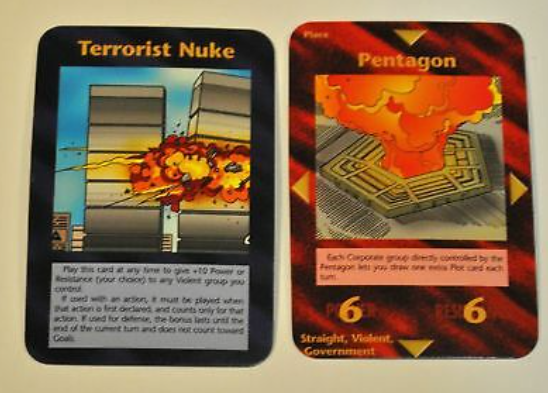 Terrorist Nuke
Play this card at any time to give +10 Power or
Resistance (your choice) to any Violent group you
control.
If used with an action, it must be played when
that action is first declared, and counts only for that
action. If used for defense, the bonus lasts until the
end of the current turn and does not count toward
Goals.
Place
Pentagon
Each Corporate group directly controlled by the
Pentagon lets you draw one extra Plot card each
turn.
6
6
Straight, Violent,
Government